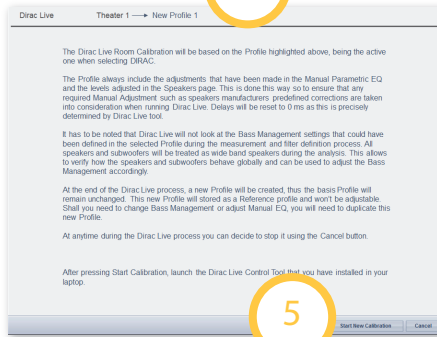 Dirac Live Theater 1 ⟶ New Profile 1
The Dirac Live Room Calibration will be based on the Profile highlighted above, being the active
one when selecting DIRAC.
The Profile always include the adjustments that have been made in the Manual Parametric EQ
and the levels adjusted in the Speakers page. This is done this way so to ensure that any
required Manual Adjustment such as speakers manufacturers predefined corrections are taken
into consideration when running Dirac Live. Delays will be reset to 0 ms as this is precisely
determined by Dirac Live tool.
It has to be noted that Dirac Live will not look at the Bass Management settings that could have
been defined in the selected Profile during the measurement and filter definition process. All
speakers and subwoofers will be treated as wide band speakers during the analysis. This allows
to verify how the speakers and subwoofers behave globally and can be used to adjust the Bass
Management accordingly.
At the end of the Dirac Live process, a new Profile will be created, thus the basis Profile will
remain unchanged. This new Profile will stored as a Reference profile and won't be adjustable.
Shall you need to change Bass Management or adjust Manual EQ, you will need to duplicate this
new Profile.
At anytime during the Dirac Live process you can decide to stop it using the Cancel button.
After pressing Start Calibration, launch the Dirac Live Control Tool that you have installed in your
laptop.
5
Start New Calibration Cancel